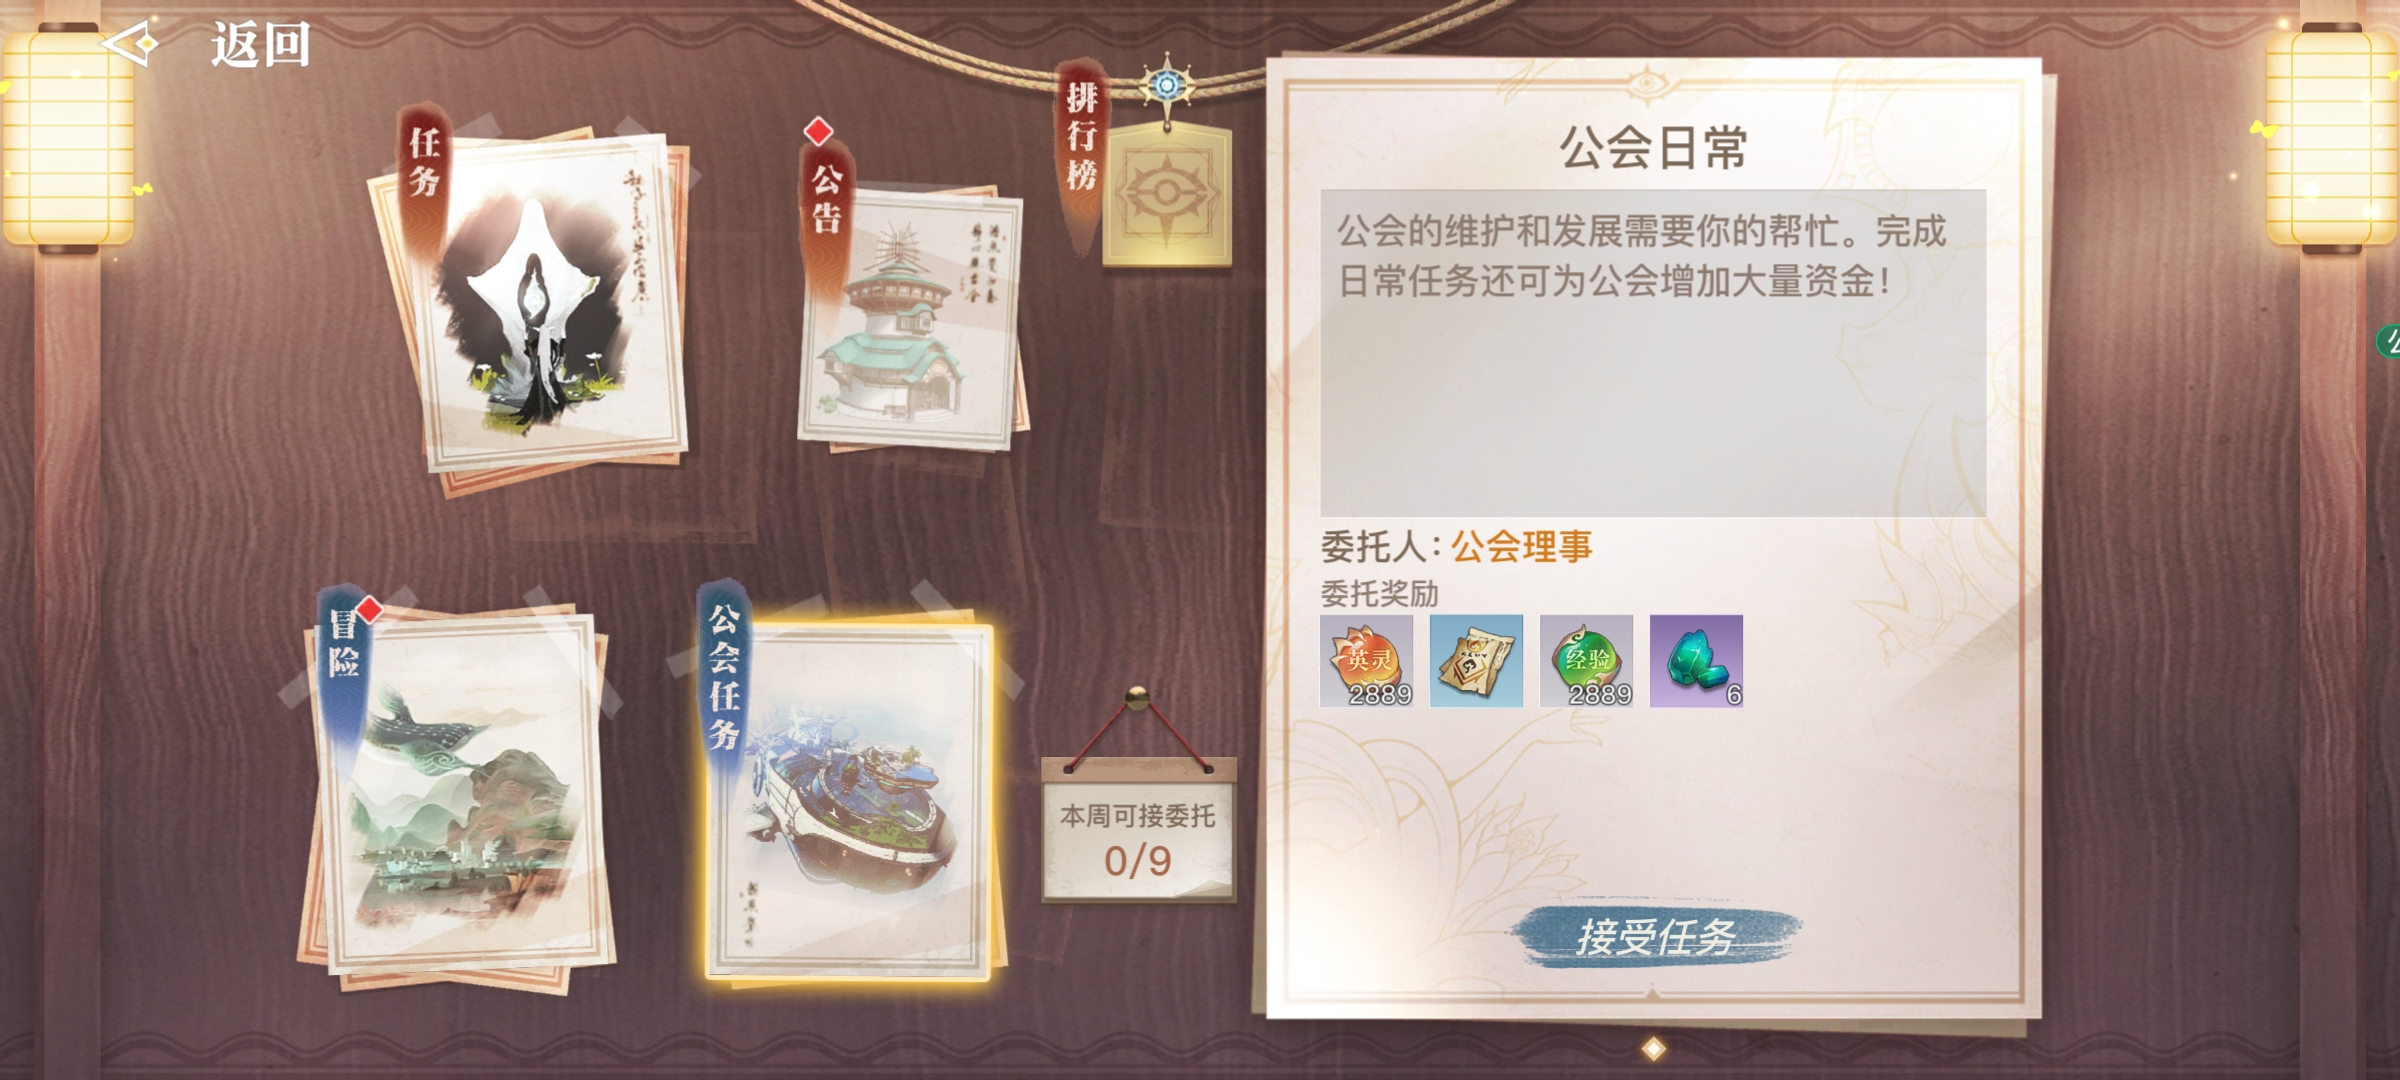 返回
任务
公告
排行榜
冒险
公会任务
本周可接委托
0/9
公会日常
公会的维护和发展需要你的帮忙。完成
日常任务还可为公会增加大量资金！
委托人：公会理事
委托奖励
英灵
2889
经验
2889
6
接受任务